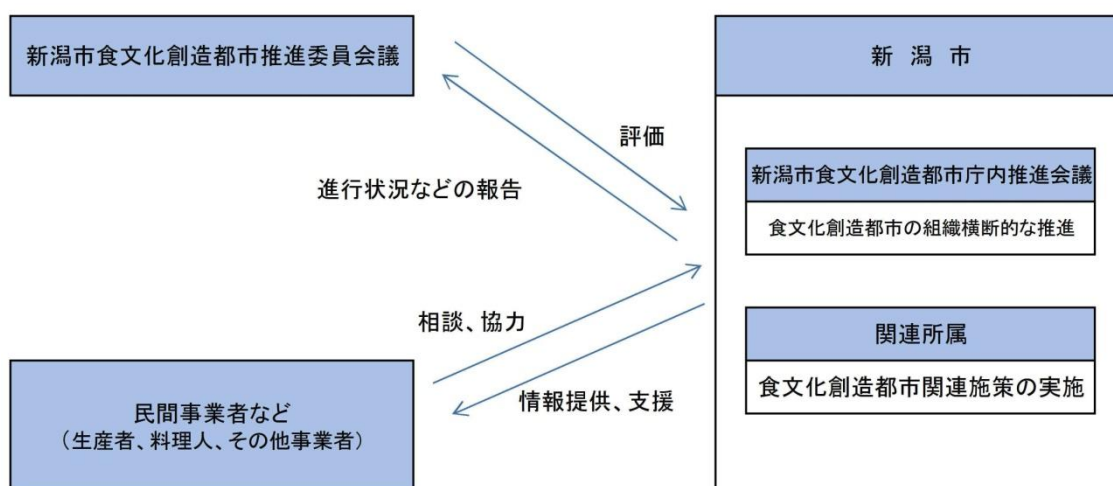 新潟市食文化創造都市推進委員会議
新潟市
評価
進行状況などの報告
新潟市食文化創造都市庁内推進会議
食文化創造都市の組織横断的な推進
相談、協力
情報提供、支援
関連所属
食文化創造都市関連施策の実施
民間事業者など
（生産者、料理人、その他事業者）